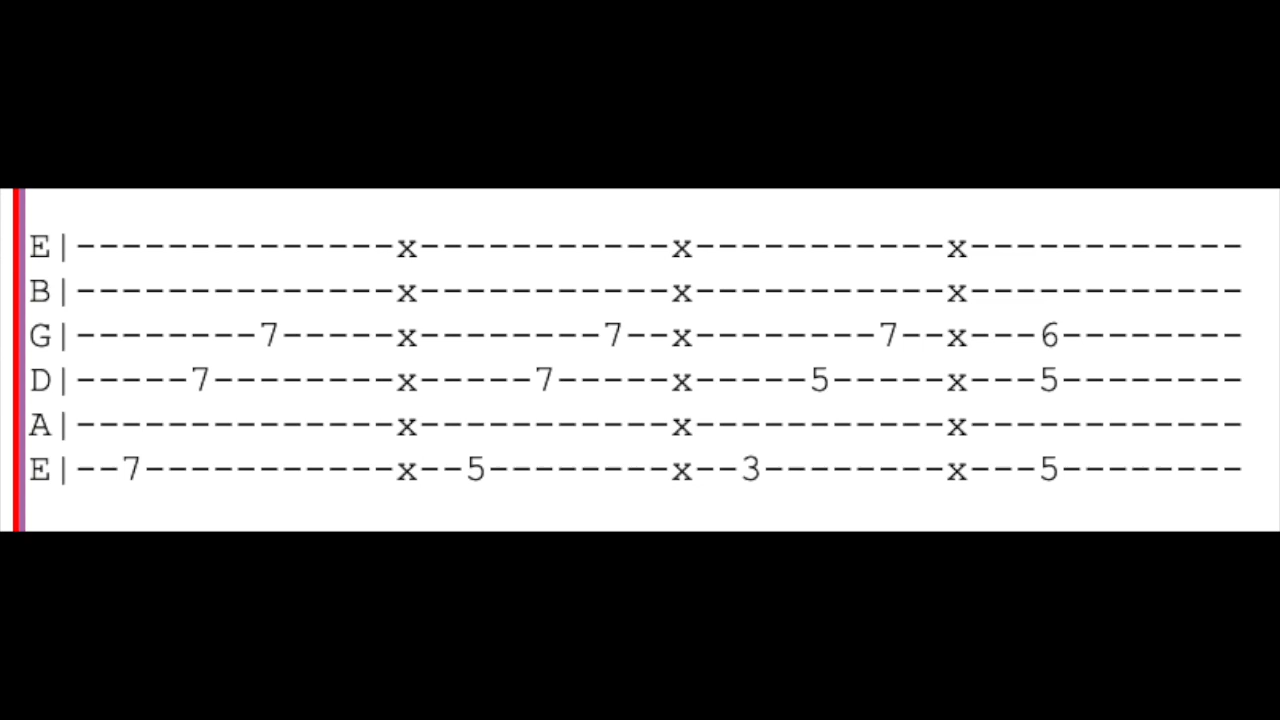 E|--------------x-----------x-----------x------------
B|--------------x-----------x-----------x------------
G|--------7-----x--------7--x--------7--x---6--------
D|-----7--------x-----7-----x-----5-----x---5--------
A|--------------x-----------x-----------x------------
E|--7-----------x--5--------x--3--------x---5--------